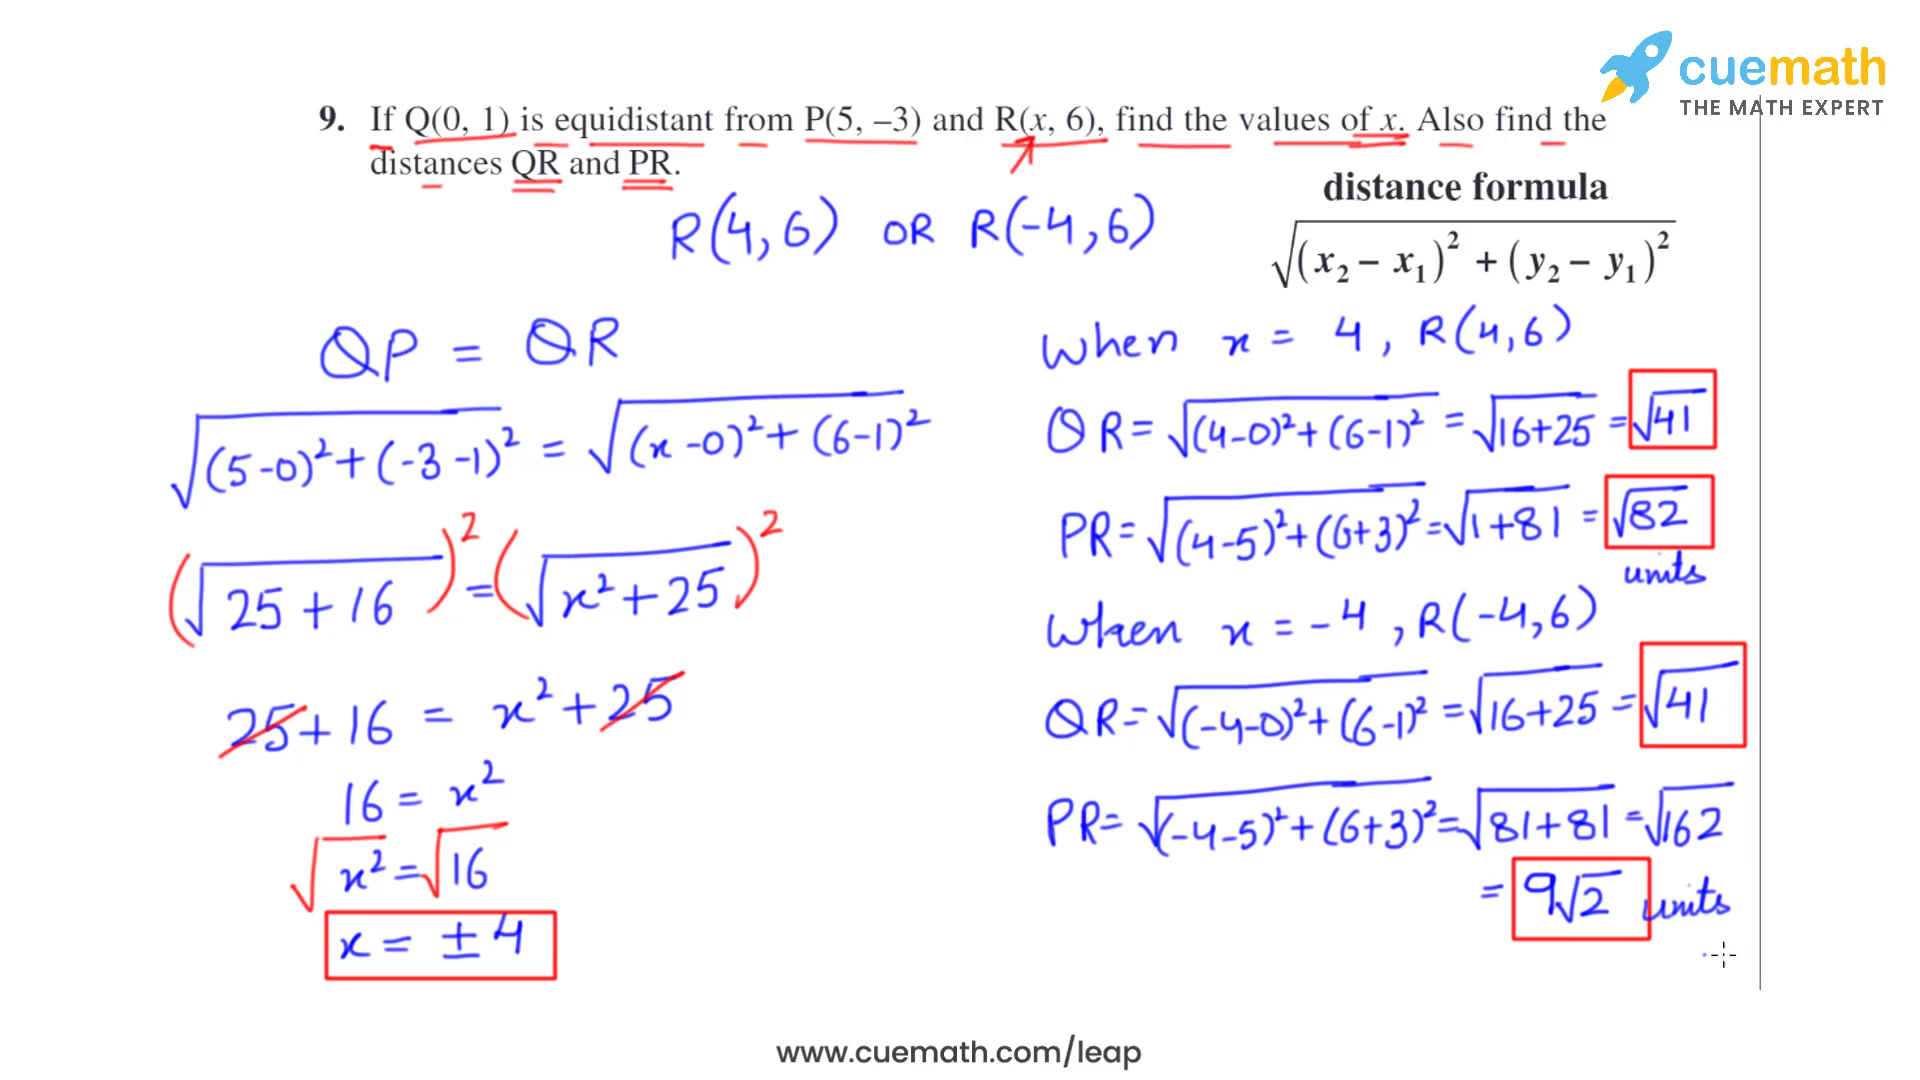 cuemath
THE MATH EXPERT
9. If Q(0, 1) is equidistant from P(5, –3) and R(x, 6), find the values of x. Also find the
distances QR and PR.
R(4,6) OR R(-4,6)
distance formula
√((x₂ – x₁)² + (y₂ – y₁)²)
QP = QR
√((5-0)²+(-3-1)²) = √((x-0)²+(6-1)²)
(√(25+16))² = (√(x²+25))²
25+16 = x²+25
16 = x²
√x² = √16
x = ±4
When x = 4, R(4,6)
QR = √((4-0)²+(6-1)²) = √(16+25) = √41
PR = √((4-5)²+(6+3)²) = √(1+81) = √82
units
When x = -4, R(-4,6)
QR = √((-4-0)²+(6-1)²) = √(16+25) = √41
PR = √((-4-5)²+(6+3)²) = √(81+81) = √162
= 9√2 units
www.cuemath.com/leap